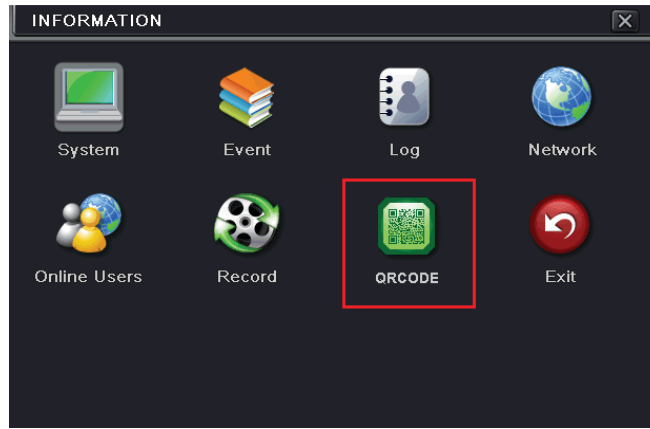 INFORMATION
System Event Log Network
Online Users Record QRCODE Exit